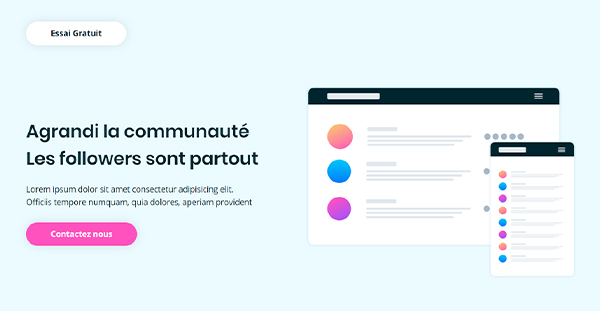 Essai Gratuit
Agrandi la communauté
Les followers sont partout
Lorem ipsum dolor sit amet consectetur adipisicing elit.
Officiis tempore numquam, quia dolores, aperiam provident
Contactez nous